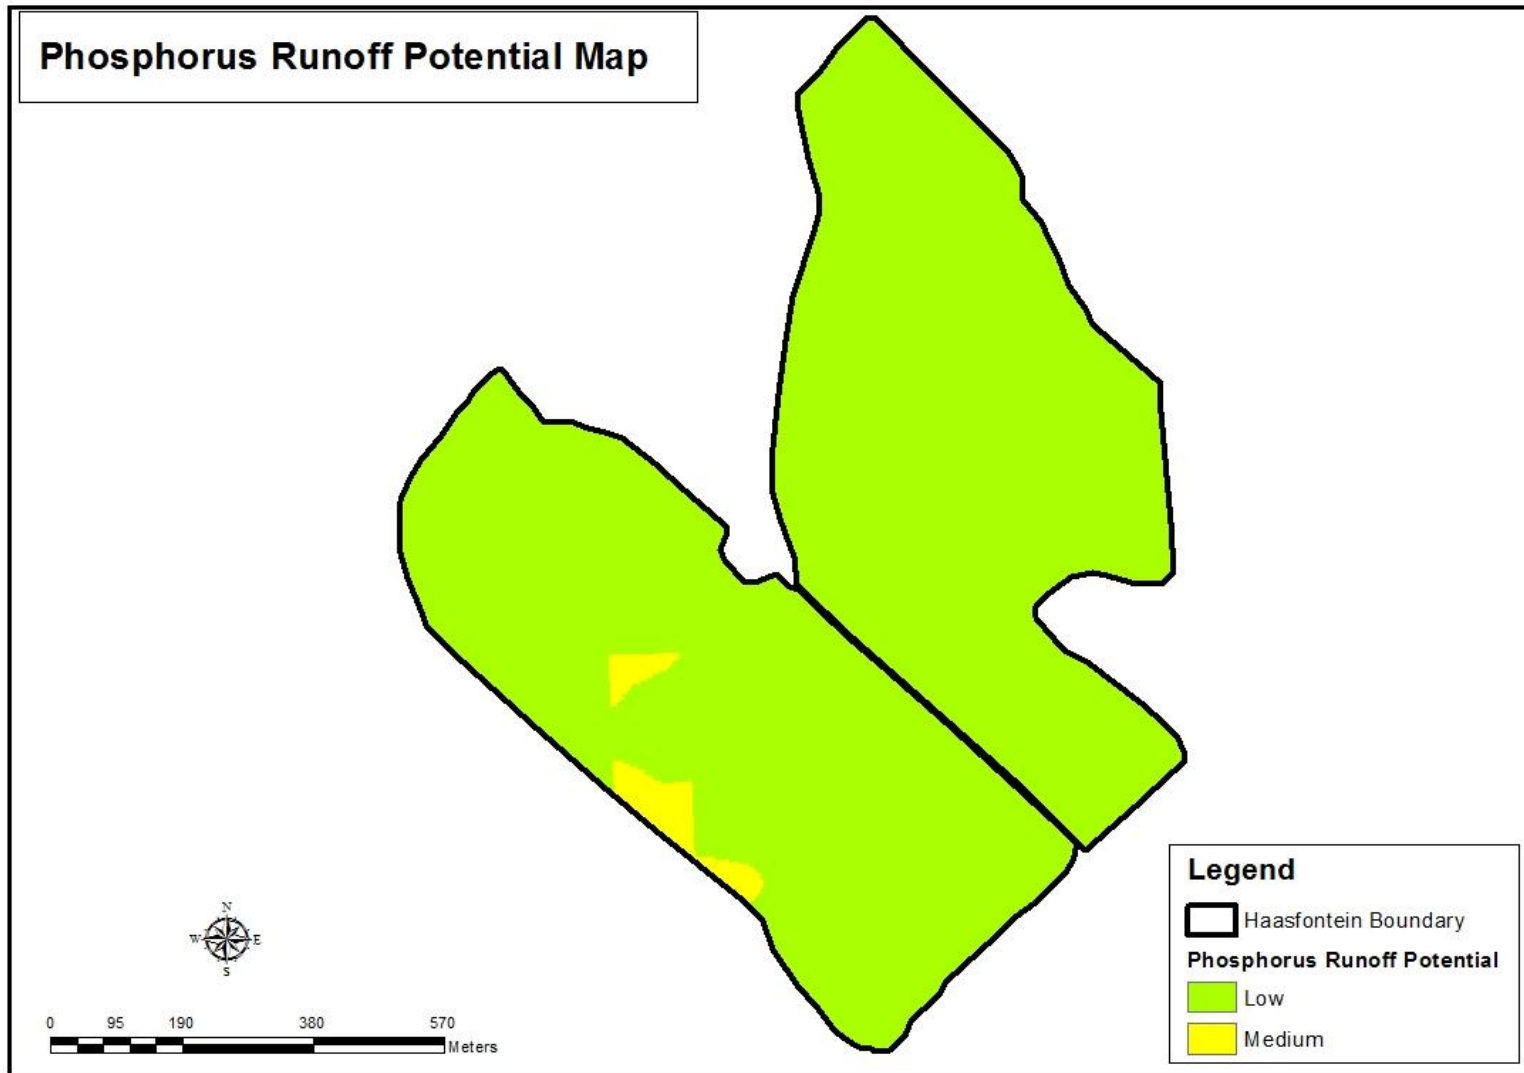 Phosphorus Runoff Potential Map
N
W E
S
0 95 190 380 570
Meters
Legend
Haasfontein Boundary
Phosphorus Runoff Potential
Low
Medium